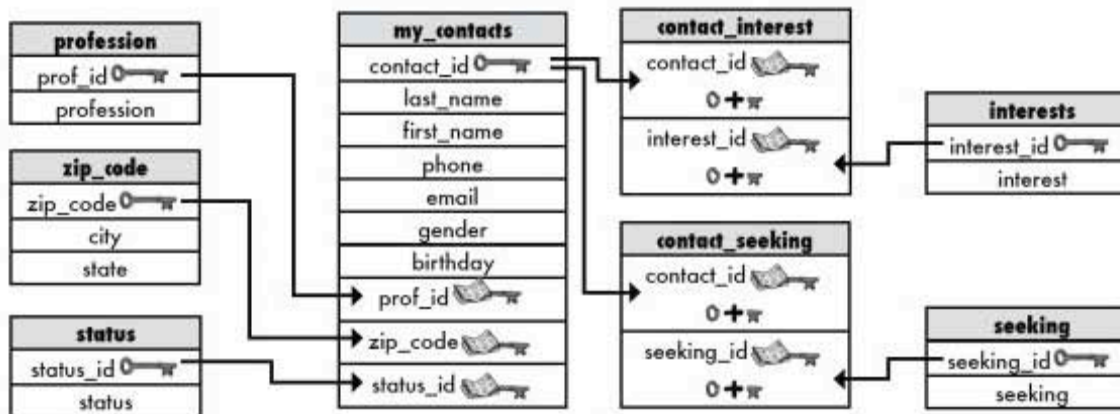 profession
prof_id
profession
zip_code
zip_code
city
state
status
status_id
status
my_contacts
contact_id
last_name
first_name
phone
email
gender
birthday
prof_id
zip_code
status_id
contact_interest
contact_id
interest_id
contact_seeking
contact_id
seeking_id
interests
interest_id
interest
seeking
seeking_id
seeking